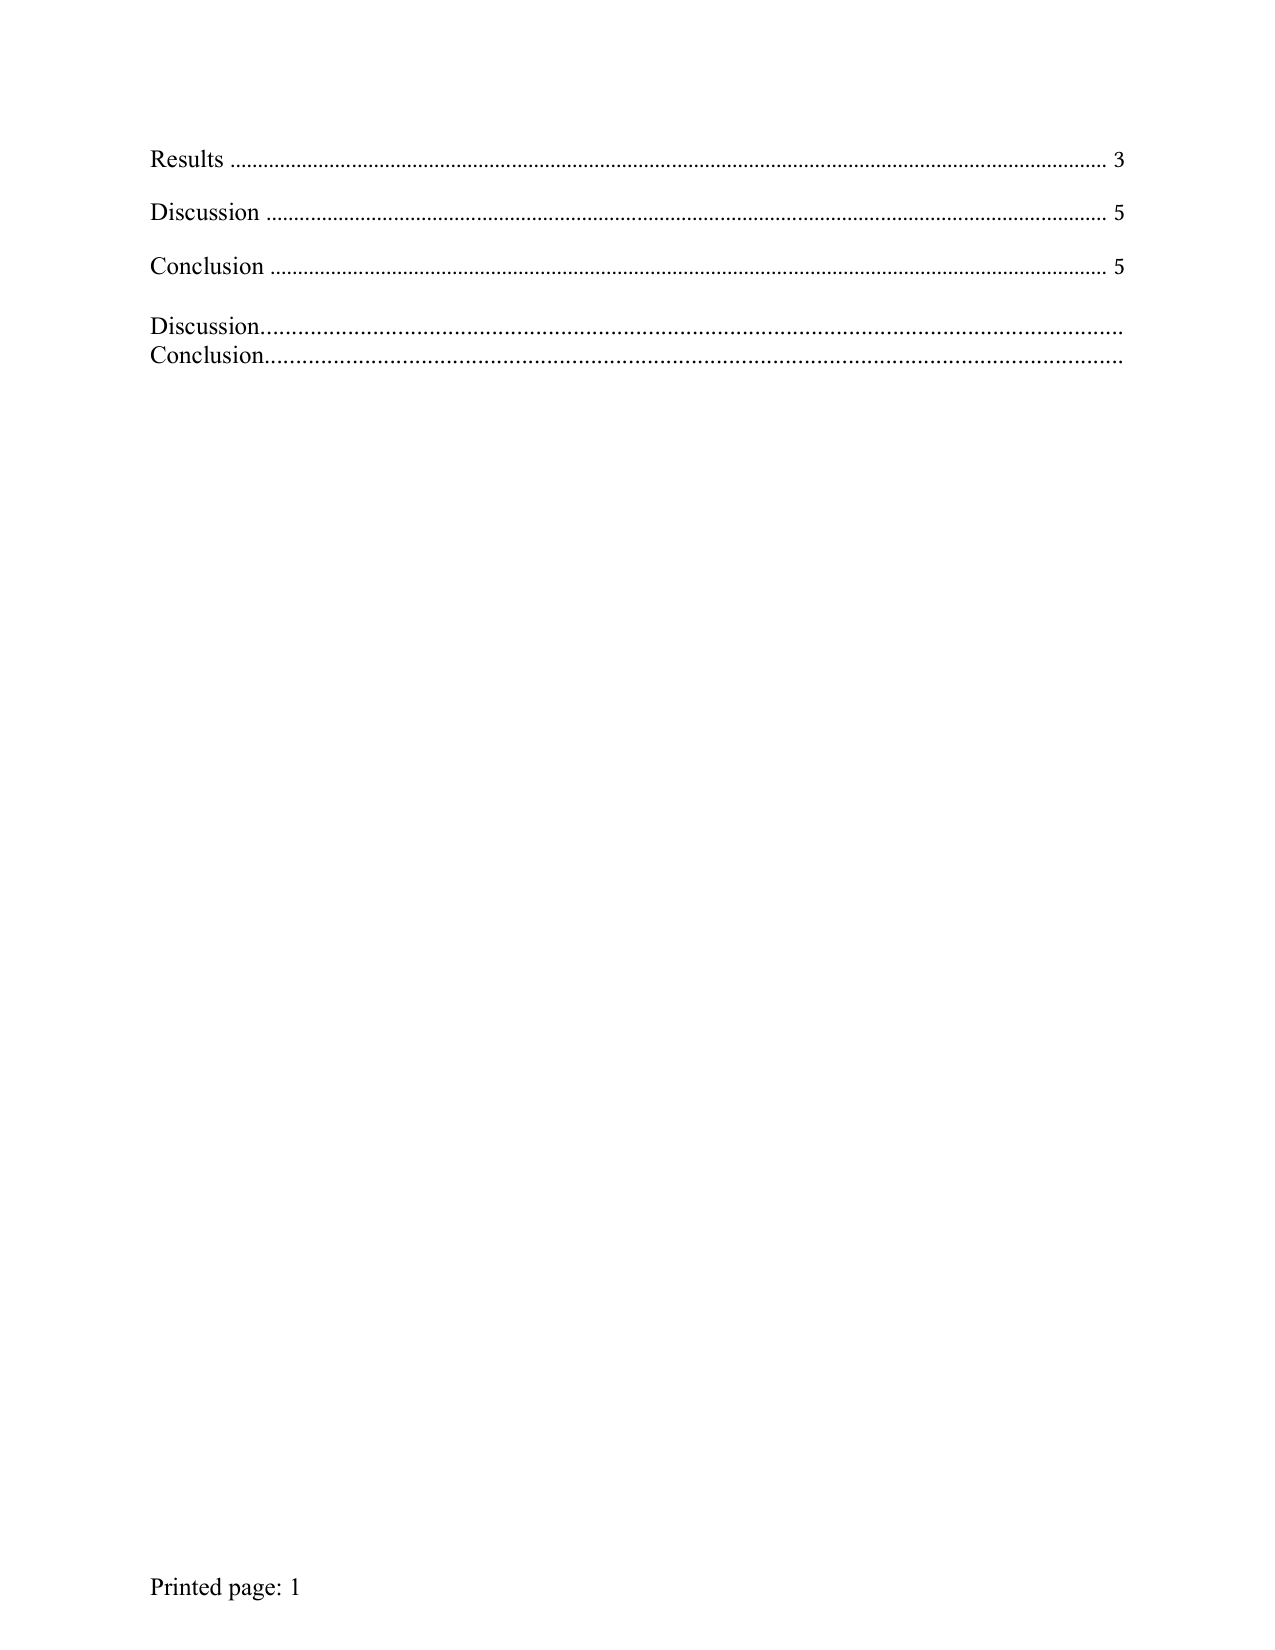 Results ........................................................................................................................................................ 3
Discussion .................................................................................................................................................. 5
Conclusion ................................................................................................................................................. 5
Discussion.......................................................................................................................................
Conclusion......................................................................................................................................
Printed page: 1